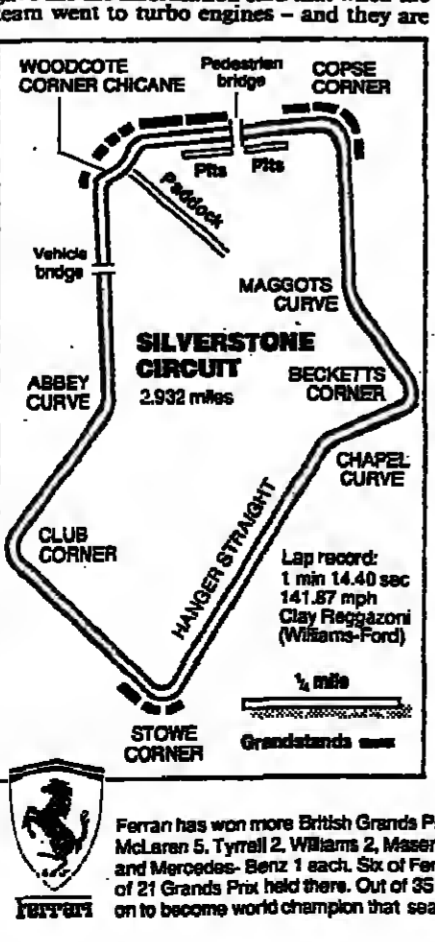 team went to turbo engines – and they are
WOODCOTE
CORNER CHICANE
Pedestrian
bridge
COPSE
CORNER
Pits Pits
Paddock
Vehicle
bridge
MAGGOTS
CURVE
SILVERSTONE
CIRCUIT
2.932 miles
ABBEY
CURVE
BECKETTS
CORNER
CHAPEL
CURVE
CLUB
CORNER
HANGER STRAIGHT
Lap record:
1 min 14.40 sec
141.87 mph
Clay Reggazoni
(Williams-Ford)
¼ mile
STOWE
CORNER
Grandstands
Ferrari
Ferrari has won more British Grands P
McLaren 5. Tyrrell 2, Williams 2, Maser
and Mercedes- Benz 1 each. Six of Fer
of 21 Grands Prix held there. Out of 35
on to become world champion that sea